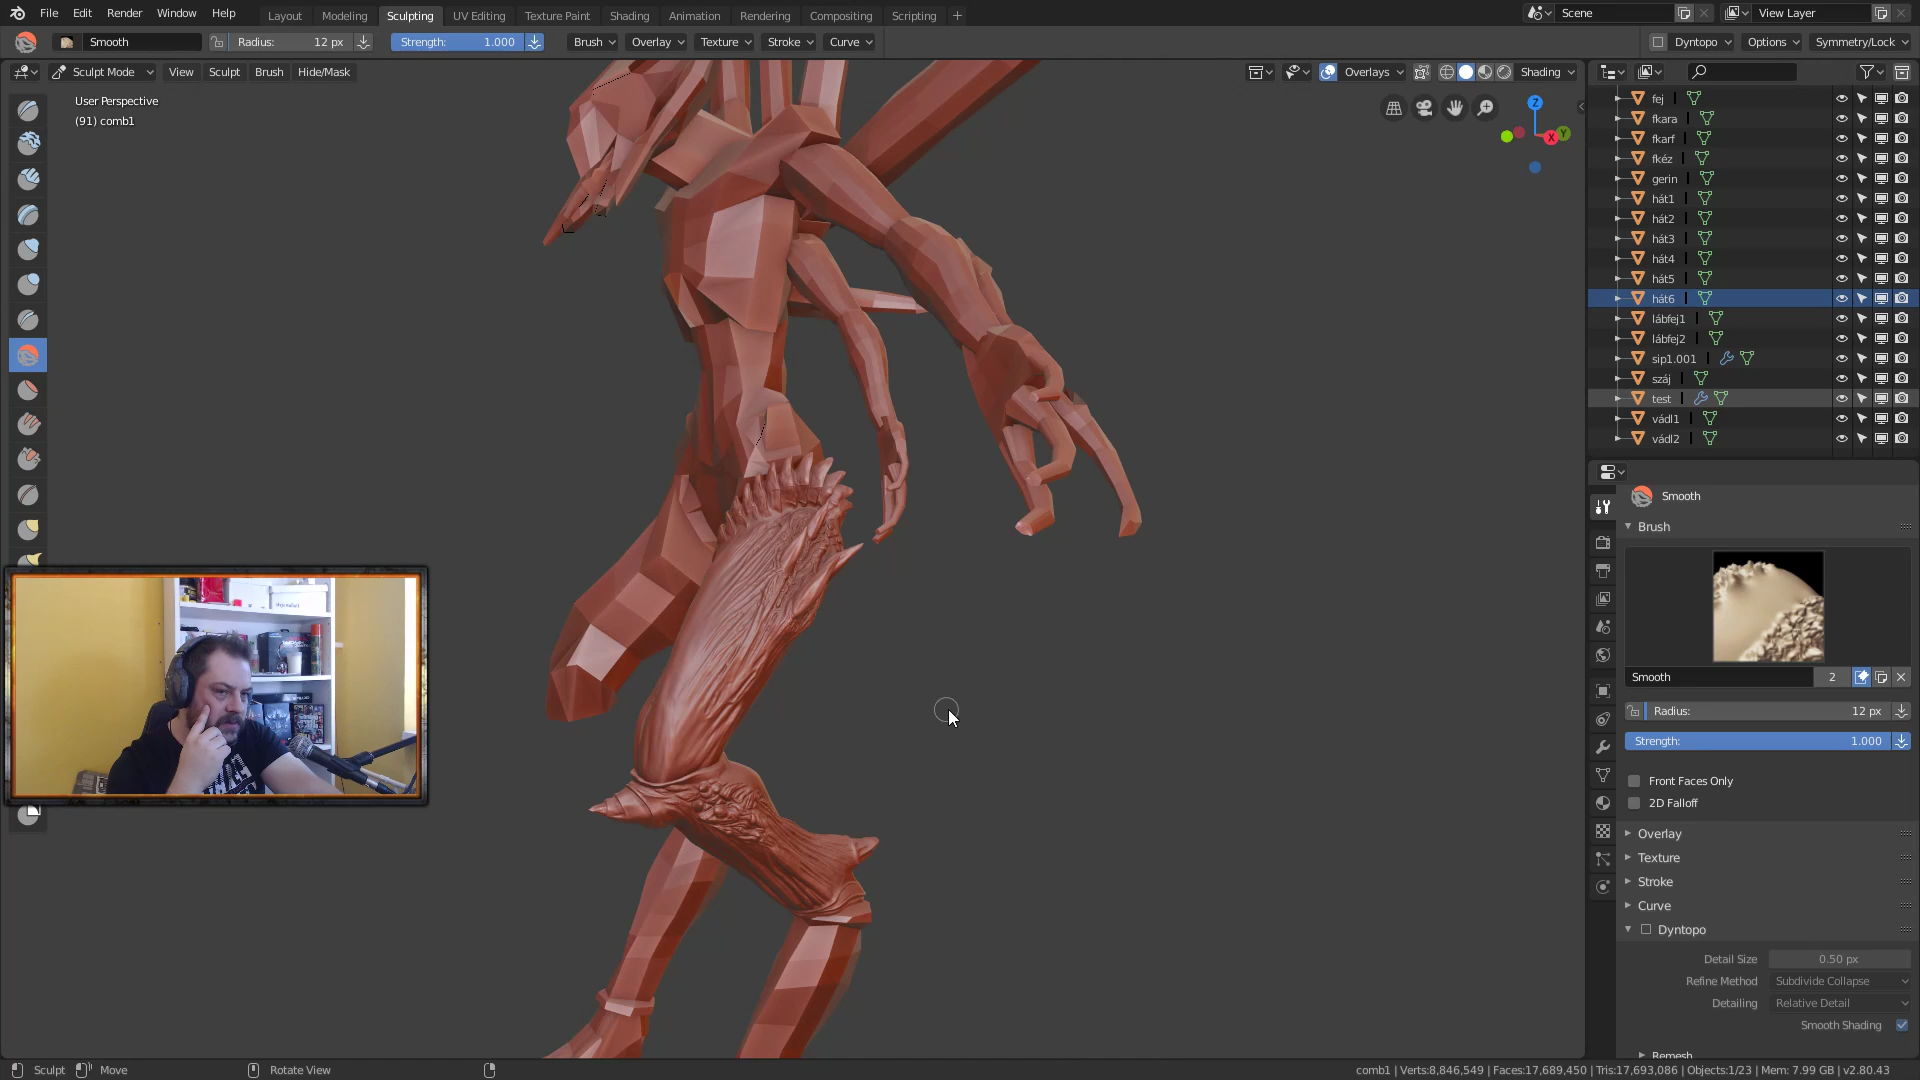 File Edit Render Window Help Layout Modeling Sculpting UV Editing Texture Paint Shading Animation Rendering Compositing Scripting + Scene View Layer
Smooth Radius: 12 px Strength: 1.000 Brush Overlay Texture Stroke Curve Dyntopo Options Symmetry/Lock
Sculpt Mode View Sculpt Brush Hide/Mask Overlays Shading
User Perspective
(91) comb1
Z
X
Y
fej
fkara
fkarf
fkéz
gerin
hát1
hát2
hát3
hát4
hát5
hát6
lábfej1
lábfej2
sip1.001
száj
test
vádl1
vádl2
Smooth
Brush
Smooth 2
Radius: 12 px
Strength: 1.000
Front Faces Only
2D Falloff
Overlay
Texture
Stroke
Curve
Dyntopo
Detail Size 0.50 px
Refine Method Subdivide Collapse
Detailing Relative Detail
Smooth Shading
Remesh
Sculpt Move Rotate View
comb1 | Verts:8,846,549 | Faces:17,689,450 | Tris:17,693,086 | Objects:1/23 | Mem: 7.99 GB | v2.80.43